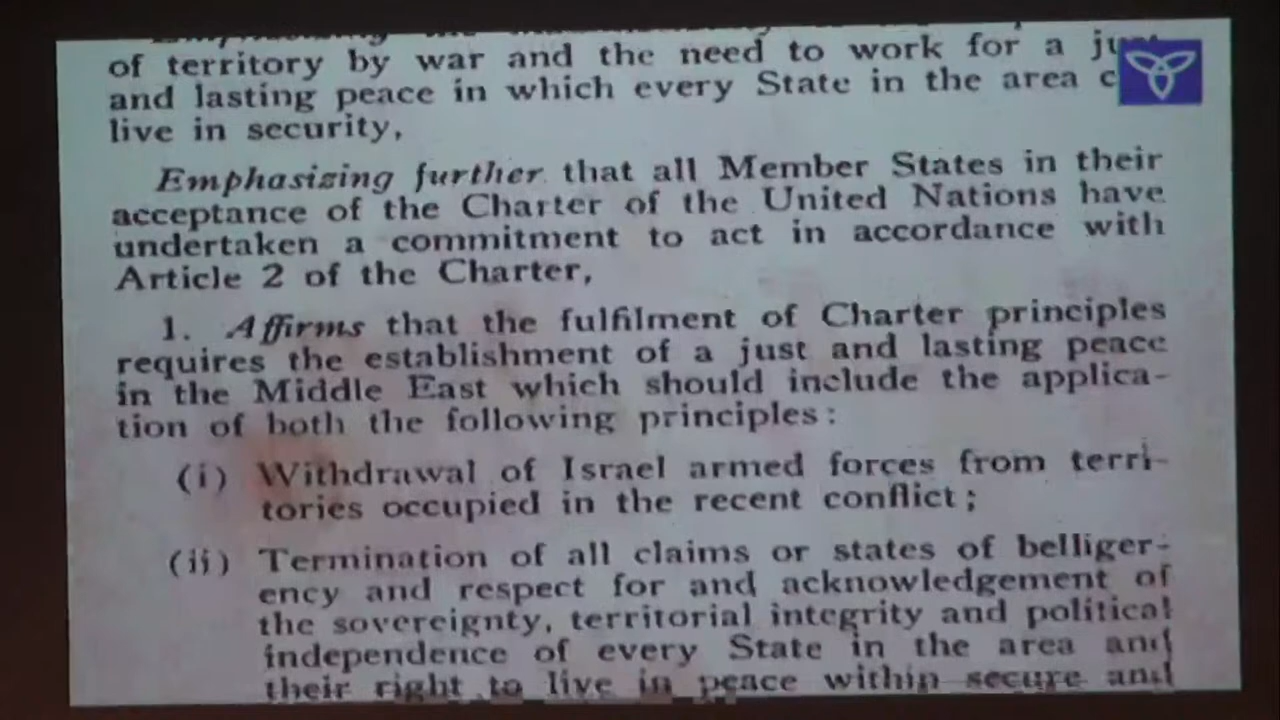 of territory by war and the need to work for a
and lasting peace in which every State in the area
live in security,
Emphasizing further that all Member States in their
acceptance of the Charter of the United Nations have
undertaken a commitment to act in accordance with
Article 2 of the Charter,
1. Affirms that the fulfilment of Charter principles
requires the establishment of a just and lasting peace
in the Middle East which should include the applica-
tion of both the following principles:
(i) Withdrawal of Israel armed forces from terri-
tories occupied in the recent conflict;
(ii) Termination of all claims or states of belliger-
ency and respect for and acknowledgement of
the sovereignty, territorial integrity and political
independence of every State in the area and
their right to live in peace within secure and